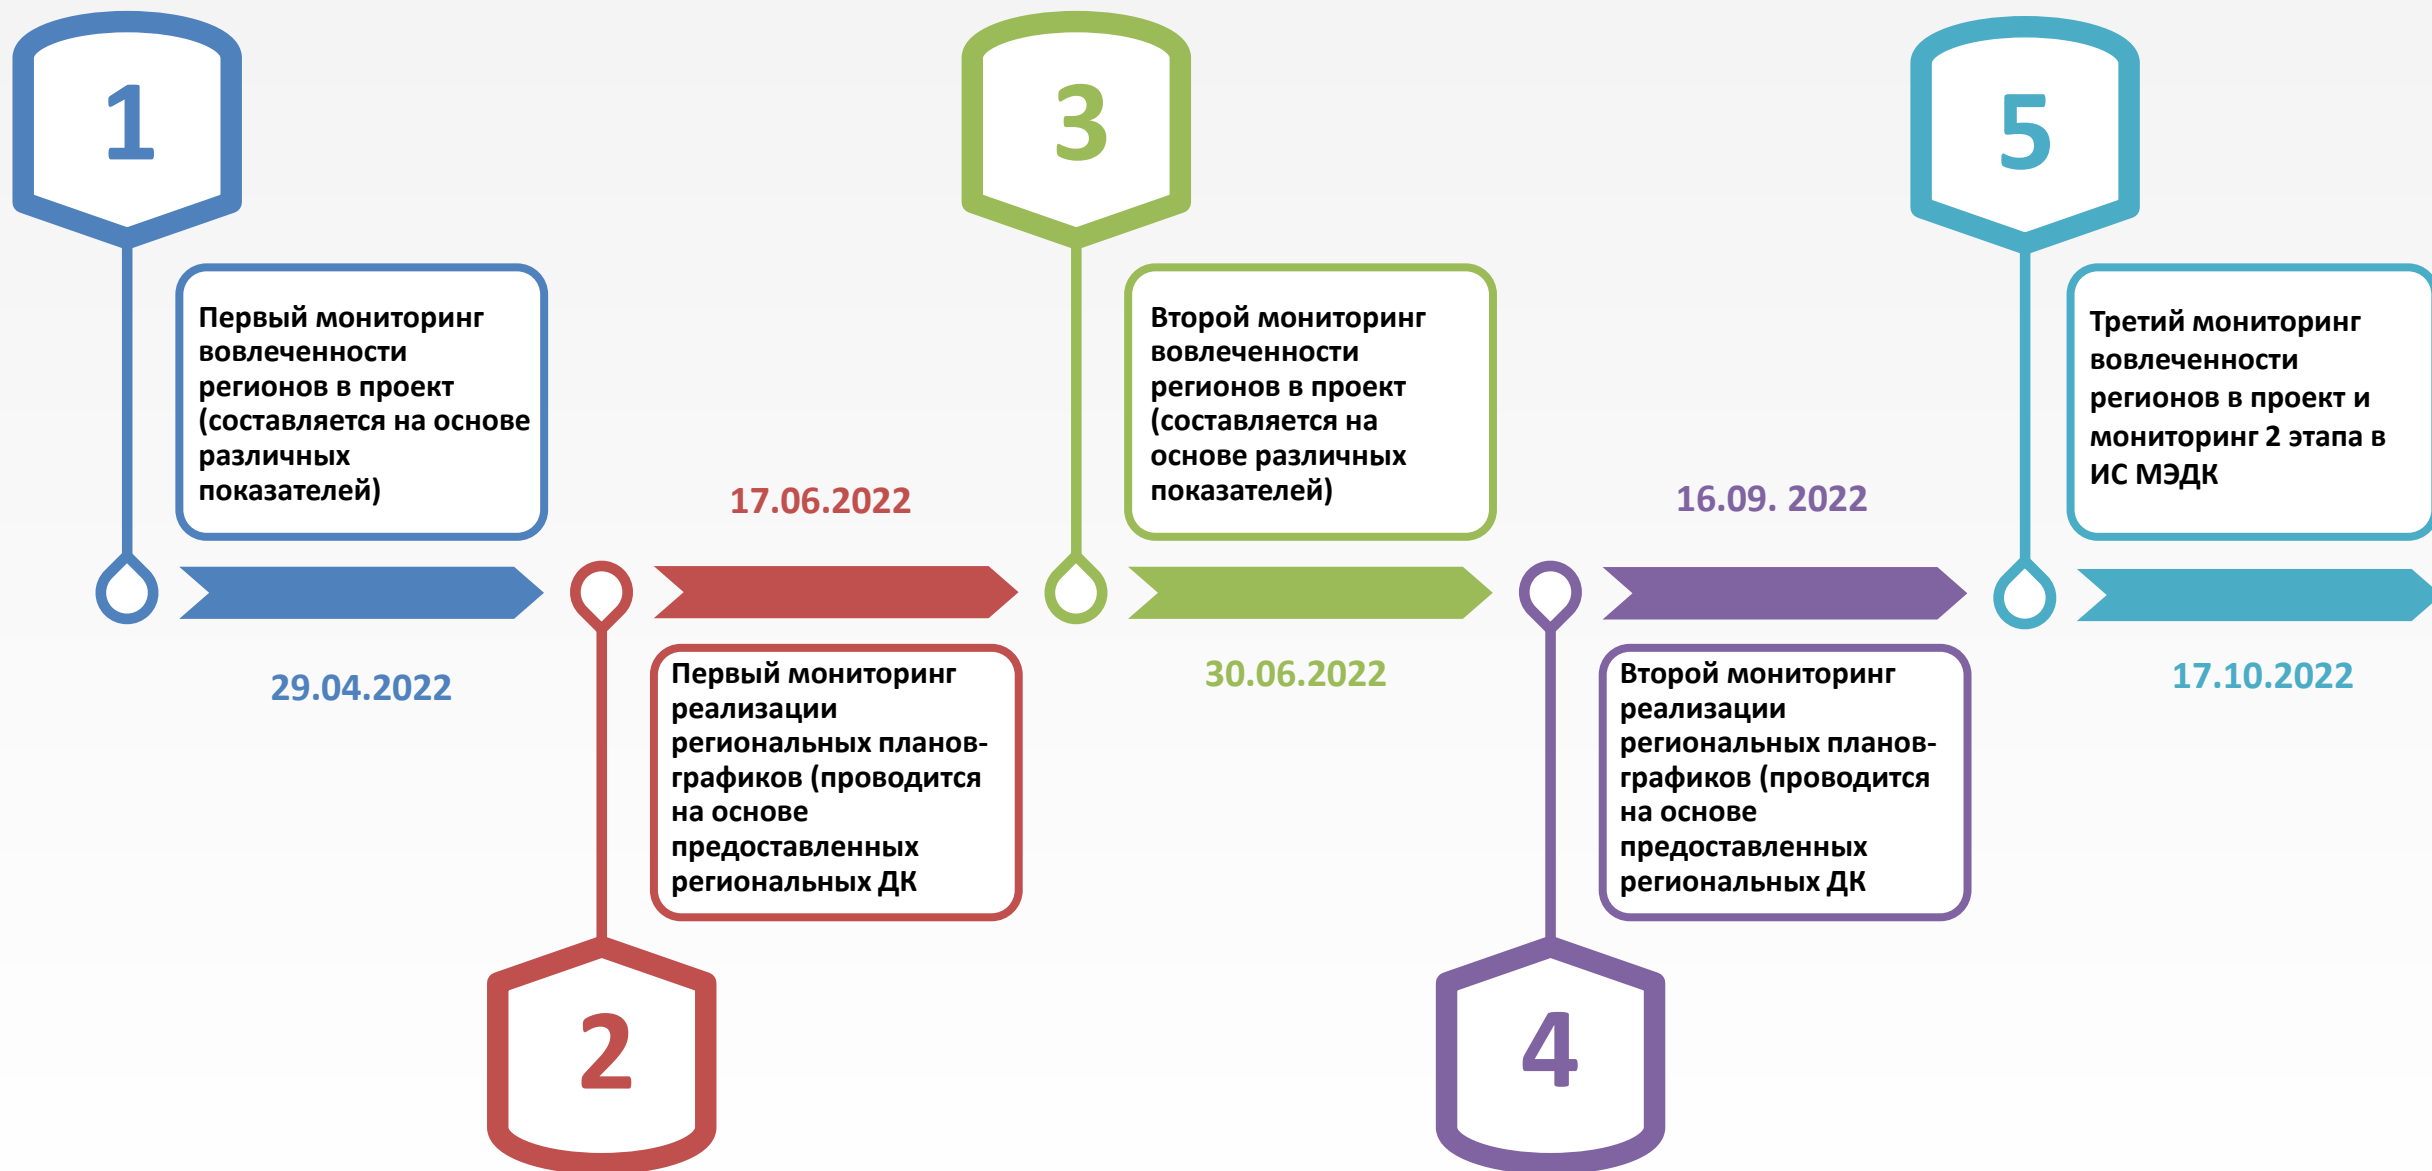 1
Первый мониторинг
вовлеченности
регионов в проект
(составляется на основе
различных
показателей)
29.04.2022
2
17.06.2022
Первый мониторинг
реализации
региональных планов-
графиков (проводится
на основе
предоставленных
региональных ДК
3
Второй мониторинг
вовлеченности
регионов в проект
(составляется на
основе различных
показателей)
30.06.2022
4
16.09. 2022
Второй мониторинг
реализации
региональных планов-
графиков (проводится
на основе
предоставленных
региональных ДК
5
Третий мониторинг
вовлеченности
регионов в проект и
мониторинг 2 этапа в
ИС МЭДК
17.10.2022